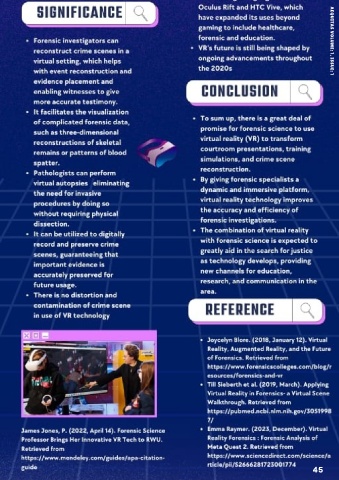 SIGNIFICANCE
• Forensic investigators can
reconstruct crime scenes in a
virtual setting, which helps
with event reconstruction and
evidence placement and
enabling witnesses to give
more accurate testimony.
• It facilitates the visualization
of complicated forensic data,
such as three-dimensional
reconstructions of skeletal
remains or patterns of blood
spatter.
• Pathologists can perform
virtual autopsies eliminating
the need for invasive
procedures by doing so
without requiring physical
dissection.
• It can be utilized to digitally
record and preserve crime
scenes, guaranteeing that
important evidence is
accurately preserved for
future usage.
• There is no distortion and
contamination of crime scene
in use of VR technology
James Jones, P. (2022, April 14). Forensic Science
Professor Brings Her Innovative VR Tech to RWU.
Retrieved from
https://www.mendeley.com/guides/apa-citation-
guide
Oculus Rift and HTC Vive, which
have expanded its uses beyond
gaming to include healthcare,
forensic and education.
• VR's future is still being shaped by
ongoing advancements throughout
the 2020s
CONCLUSION
• To sum up, there is a great deal of
promise for forensic science to use
virtual reality (VR) to transform
courtroom presentations, training
simulations, and crime scene
reconstruction.
• By giving forensic specialists a
dynamic and immersive platform,
virtual reality technology improves
the accuracy and efficiency of
forensic investigations.
• The combination of virtual reality
with forensic science is expected to
greatly aid in the search for justice
as technology develops, providing
new channels for education,
research, and communication in the
area.
REFERENCE
• Joycelyn Blore. (2018, January 12). Virtual
Reality, Augmented Reality, and the Future
of Forensics. Retrieved from
https://www.forensicscolleges.com/blog/r
esources/forensics-and-vr
• Till Sieberth et al. (2019, March). Applying
Virtual Reality in Forensics- a Virtual Scene
Walkthrough. Retrieved from
https://pubmed.ncbi.nlm.nih.gov/3051998
7/
• Emma Raymer. (2023, December). Virtual
Reality Forensics : Forensic Analysis of
Meta Quest 2. Retrieved from
https://www.sciencedirect.com/science/a
rticle/pii/S2666281723001774
45